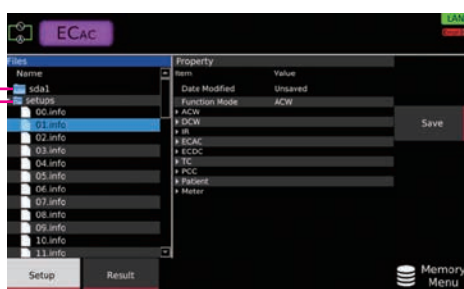 LAN
ECAC
Files
Name
sda1
setups
00.info
01.info
02.info
03.info
04.info
05.info
06.info
07.info
08.info
09.info
10.info
11.info
Property
Item Value
Date Modified Unsaved
Function Mode ACW
ACW
DCW
IR
ECAC
ECDC
TC
PCC
Patient
Meter
Save
Setup Result
Memory
Menu